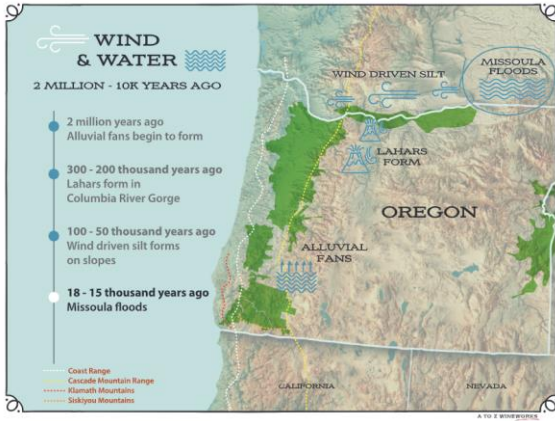 WIND
& WATER
2 MILLION - 10K YEARS AGO
2 million years ago
Alluvial fans begin to form
300 - 200 thousand years ago
Lahars form in
Columbia River Gorge
100 - 50 thousand years ago
Wind driven silt forms
on slopes
18 - 15 thousand years ago
Missoula floods
Coast Range
Cascade Mountain Range
Klamath Mountains
Siskiyou Mountains
WIND DRIVEN SILT
MISSOULA
FLOODS
LAHARS
FORM
OREGON
ALLUVIAL
FANS
CALIFORNIA
NEVADA
A TO Z WINEWORKS